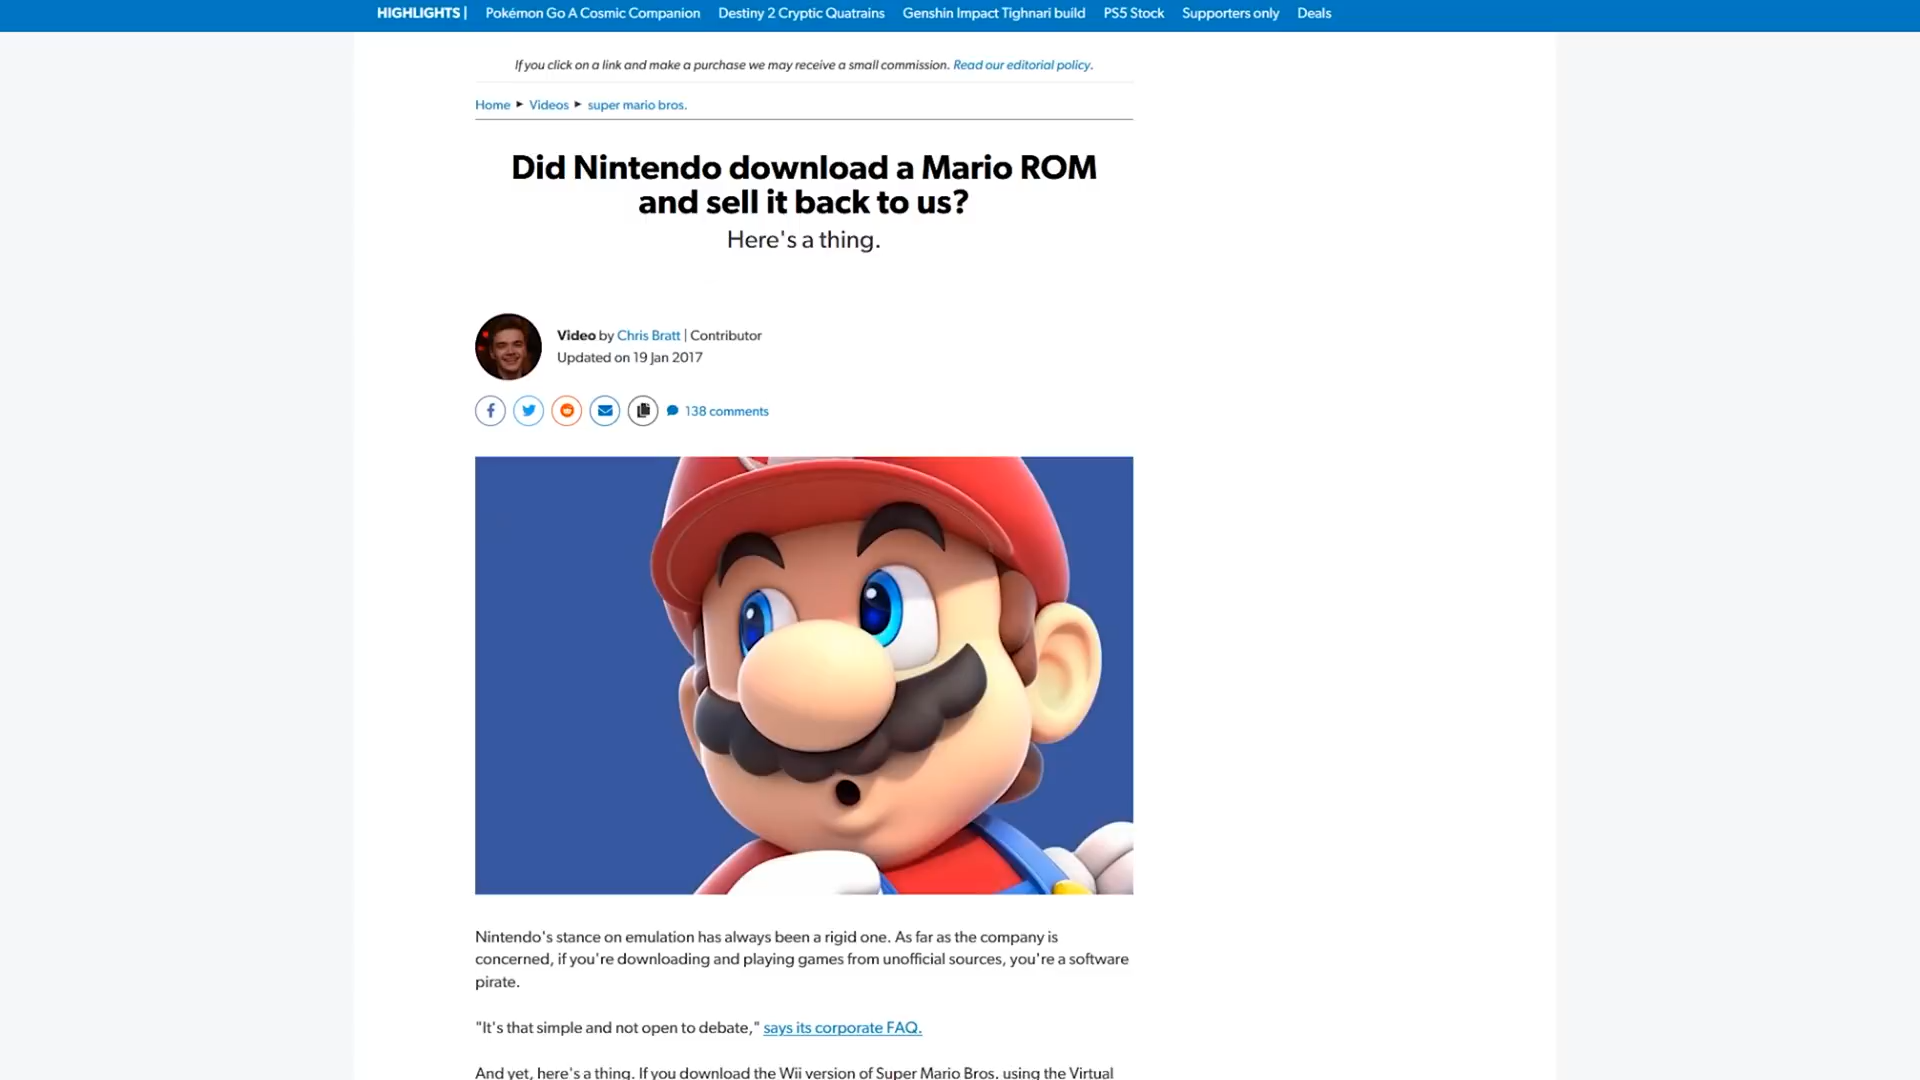 HIGHLIGHTS | Pokémon Go A Cosmic Companion Destiny 2 Cryptic Quatrains Genshin Impact Tighnari build PS5 Stock Supporters only Deals
If you click on a link and make a purchase we may receive a small commission. Read our editorial policy.
Home ► Videos ► super mario bros.
Did Nintendo download a Mario ROM
and sell it back to us?
Here's a thing.
Video by Chris Bratt | Contributor
Updated on 19 Jan 2017
138 comments
Nintendo's stance on emulation has always been a rigid one. As far as the company is
concerned, if you're downloading and playing games from unofficial sources, you're a software
pirate.
"It's that simple and not open to debate," says its corporate FAQ.
And yet, here's a thing. If you download the Wii version of Super Mario Bros. using the Virtual